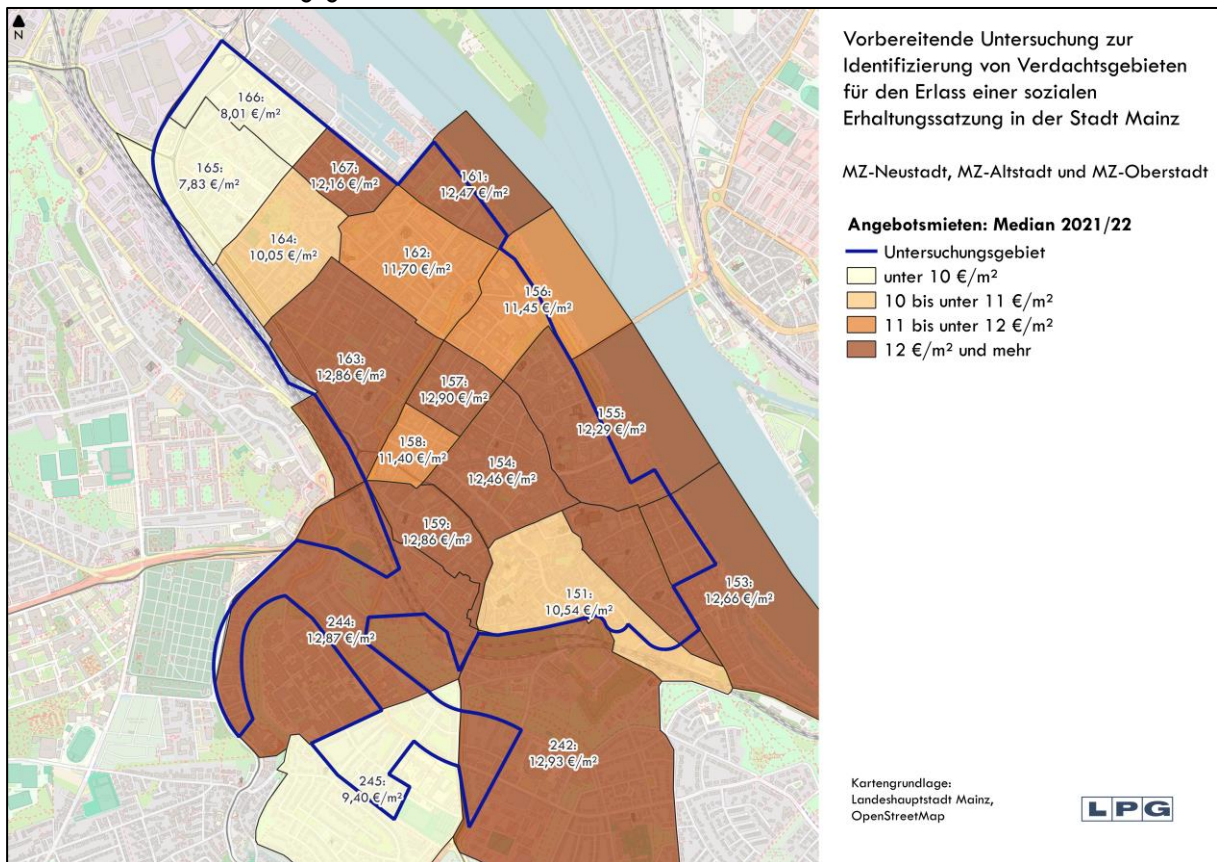 gg
N
Vorbereitende Untersuchung zur
Identifizierung von Verdachtsgebieten
für den Erlass einer sozialen
Erhaltungssatzung in der Stadt Mainz
MZ-Neustadt, MZ-Altstadt und MZ-Oberstadt
Angebotsmieten: Median 2021/22
Untersuchungsgebiet
unter 10 €/m²
10 bis unter 11 €/m²
11 bis unter 12 €/m²
12 €/m² und mehr
166:
8,01 €/m²
165:
7,83 €/m²
167:
12,16 €/m²
161:
12,47 €/m²
164:
10,05 €/m²
162:
11,70 €/m²
156:
11,45 €/m²
163:
12,86 €/m²
157:
12,90 €/m²
155:
12,29 €/m²
158:
11,40 €/m²
154:
12,46 €/m²
159:
12,86 €/m²
151:
10,54 €/m²
153:
12,66 €/m²
244:
12,87 €/m²
242:
12,93 €/m²
245:
9,40 €/m²
Kartengrundlage:
Landeshauptstadt Mainz,
OpenStreetMap
LPG